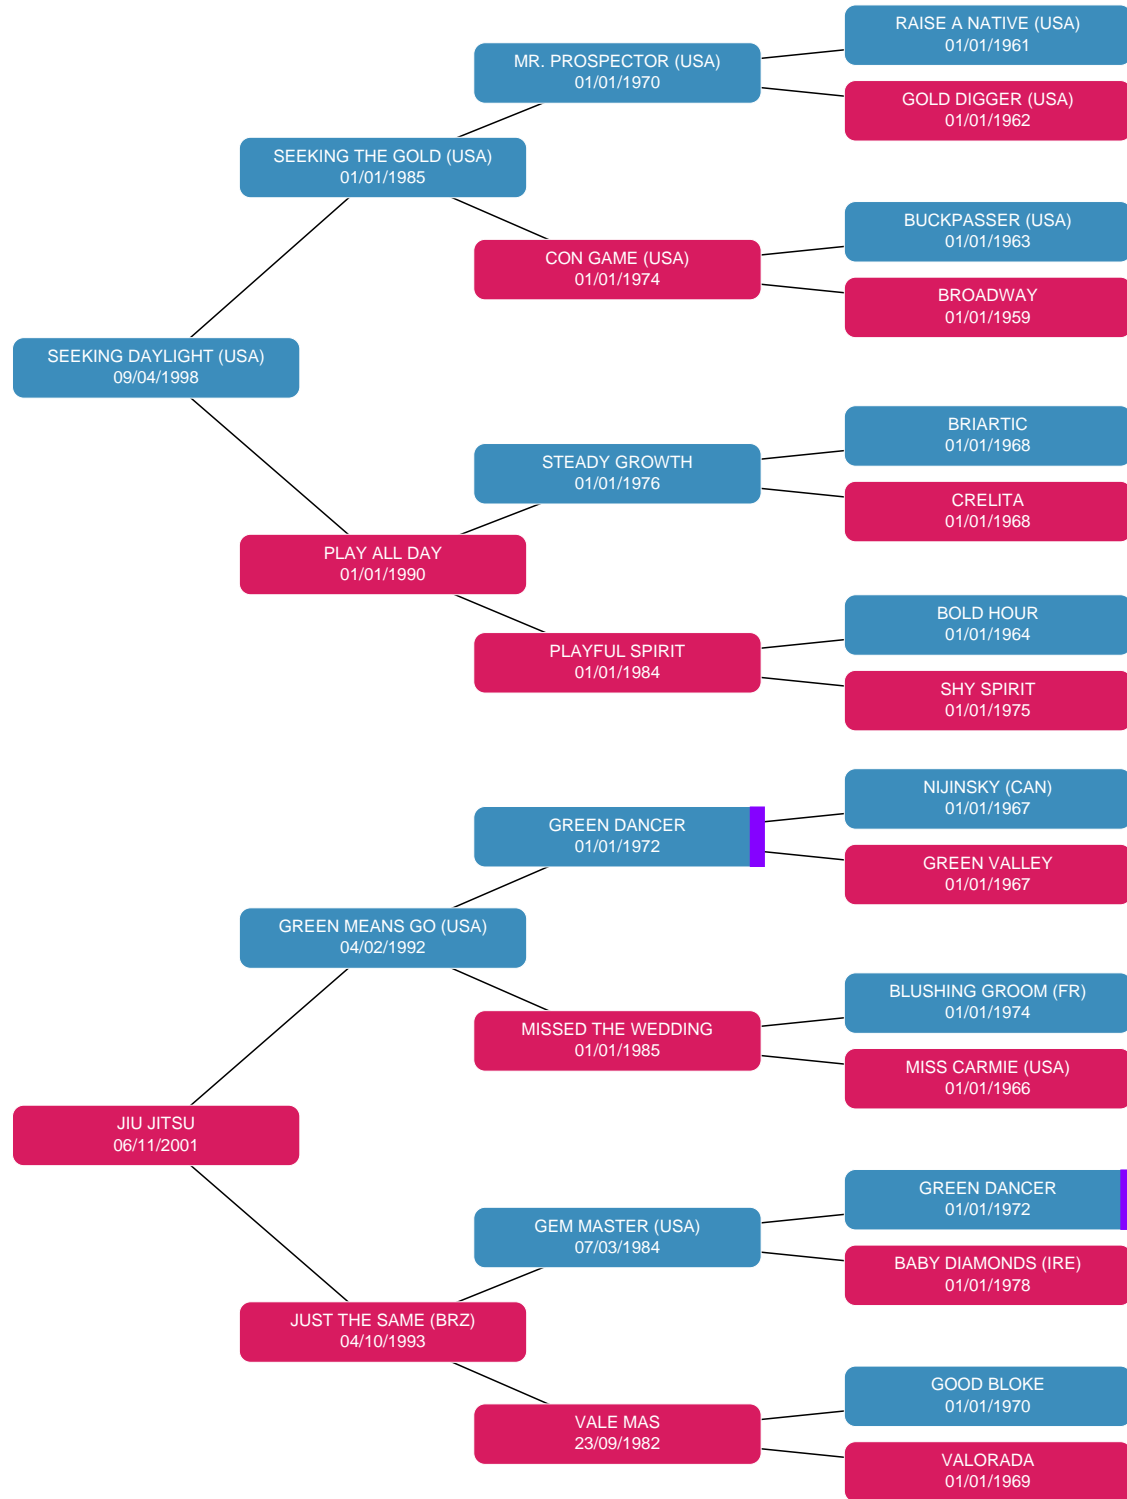 RAISE A NATIVE (USA)
01/01/1961
MR. PROSPECTOR (USA)
01/01/1970
GOLD DIGGER (USA)
01/01/1962
SEEKING THE GOLD (USA)
01/01/1985
BUCKPASSER (USA)
01/01/1963
CON GAME (USA)
01/01/1974
BROADWAY
01/01/1959
SEEKING DAYLIGHT (USA)
09/04/1998
BRIARTIC
01/01/1968
STEADY GROWTH
01/01/1976
CRELITA
01/01/1968
PLAY ALL DAY
01/01/1990
BOLD HOUR
01/01/1964
PLAYFUL SPIRIT
01/01/1984
SHY SPIRIT
01/01/1975
NIJINSKY (CAN)
01/01/1967
GREEN DANCER
01/01/1972
GREEN VALLEY
01/01/1967
GREEN MEANS GO (USA)
04/02/1992
BLUSHING GROOM (FR)
01/01/1974
MISSED THE WEDDING
01/01/1985
MISS CARMIE (USA)
01/01/1966
JIU JITSU
06/11/2001
GREEN DANCER
01/01/1972
GEM MASTER (USA)
07/03/1984
BABY DIAMONDS (IRE)
01/01/1978
JUST THE SAME (BRZ)
04/10/1993
GOOD BLOKE
01/01/1970
VALE MAS
23/09/1982
VALORADA
01/01/1969